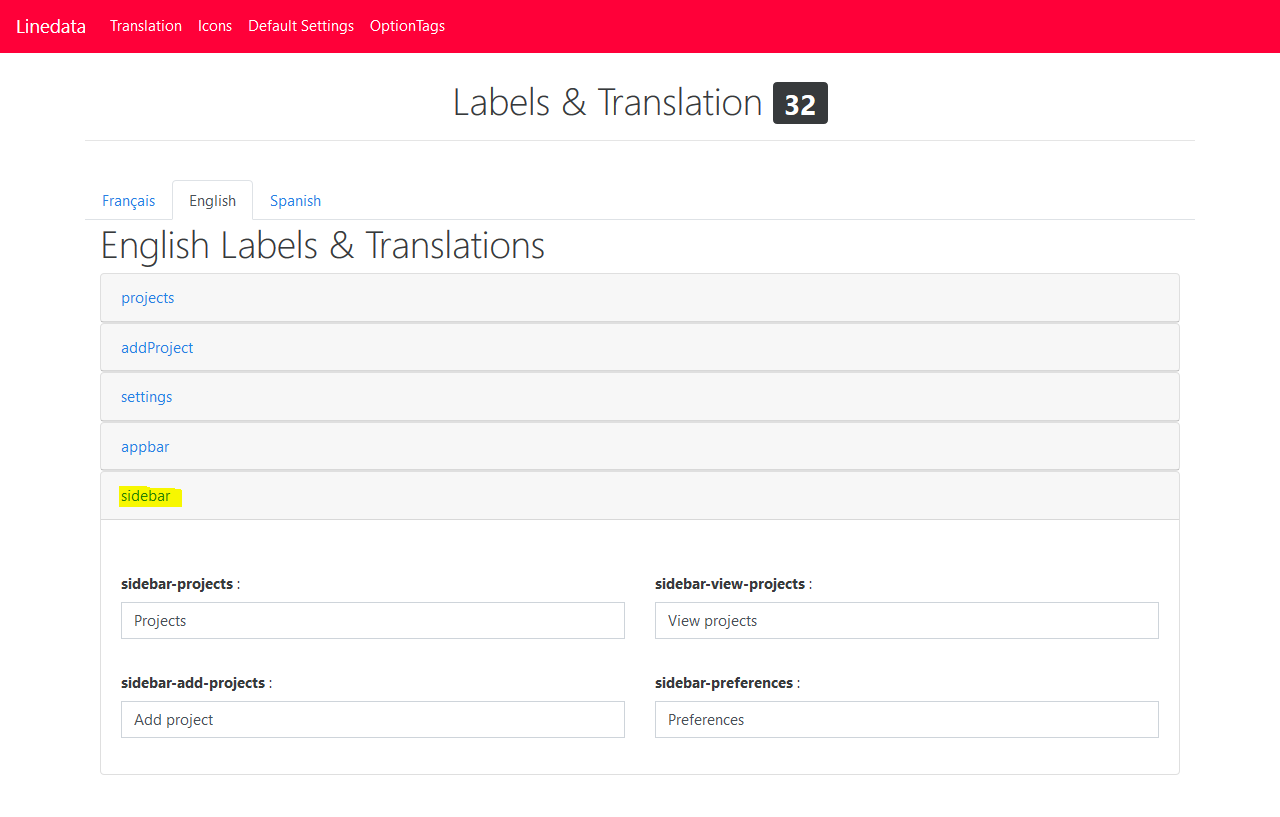 Linedata Translation Icons Default Settings OptionTags
Labels & Translation 32
Français English Spanish
English Labels & Translations
projects
addProject
settings
appbar
sidebar
sidebar-projects : sidebar-view-projects :
Projects View projects
sidebar-add-projects : sidebar-preferences :
Add project Preferences